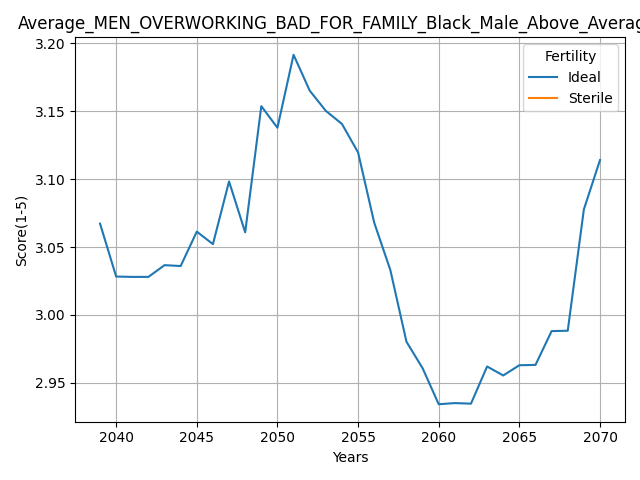 Average_MEN_OVERWORKING_BAD_FOR_FAMILY_Black_Male_Above_Averag
3.20
Fertility
Ideal
Sterile
3.15
3.10
3.05
3.00
2.95
Score(1-5)
2040 2045 2050 2055 2060 2065 2070
Years